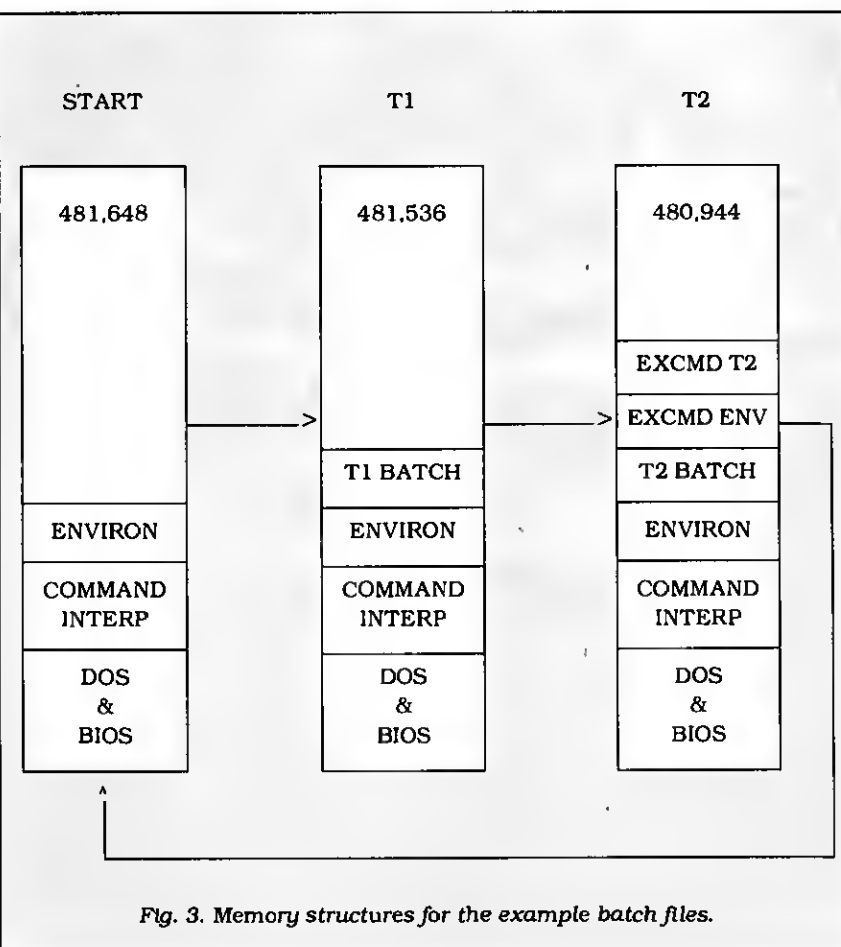 START
T1
T2
481,648
481,536
480,944
EXCMD T2
EXCMD ENV
T1 BATCH
T2 BATCH
ENVIRON
ENVIRON
ENVIRON
COMMAND
INTERP
COMMAND
INTERP
COMMAND
INTERP
DOS
&
BIOS
DOS
&
BIOS
DOS
&
BIOS
Fig. 3. Memory structures for the example batch files.